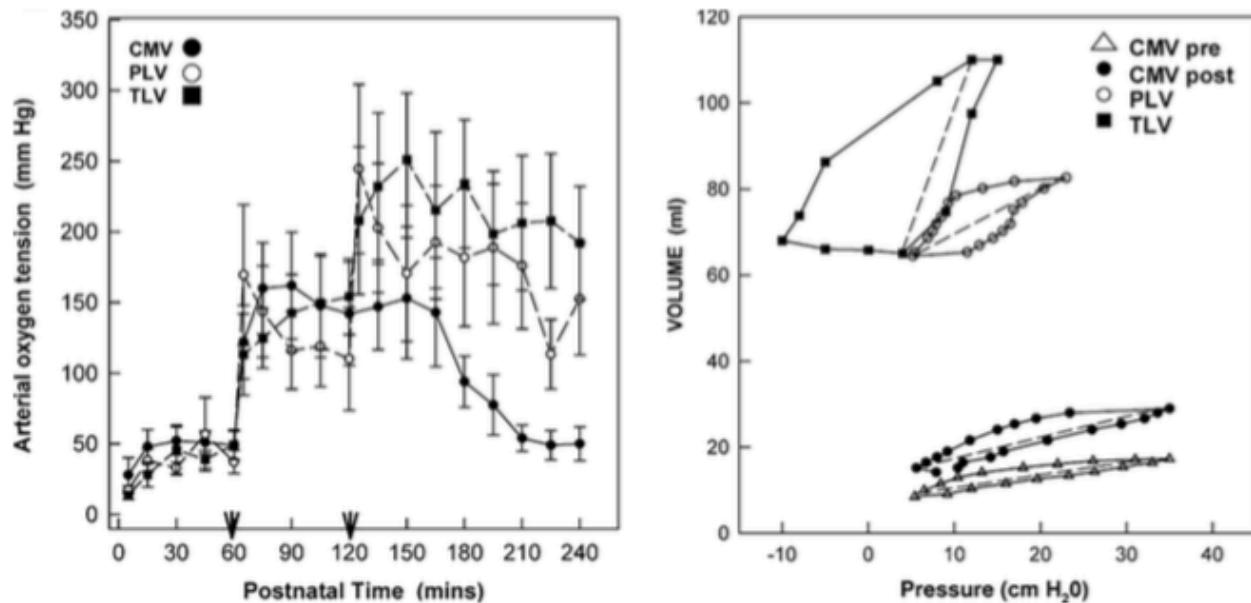 350
300
250
200
150
100
50
0
CMV
PLV
TLV
Arterial oxygen tension (mm Hg)
0 30 60 90 120 150 180 210 240
Postnatal Time (mins)
120
100
80
60
40
20
0
CMV pre
CMV post
PLV
TLV
VOLUME (ml)
-10 0 10 20 30 40
Pressure (cm H₂0)